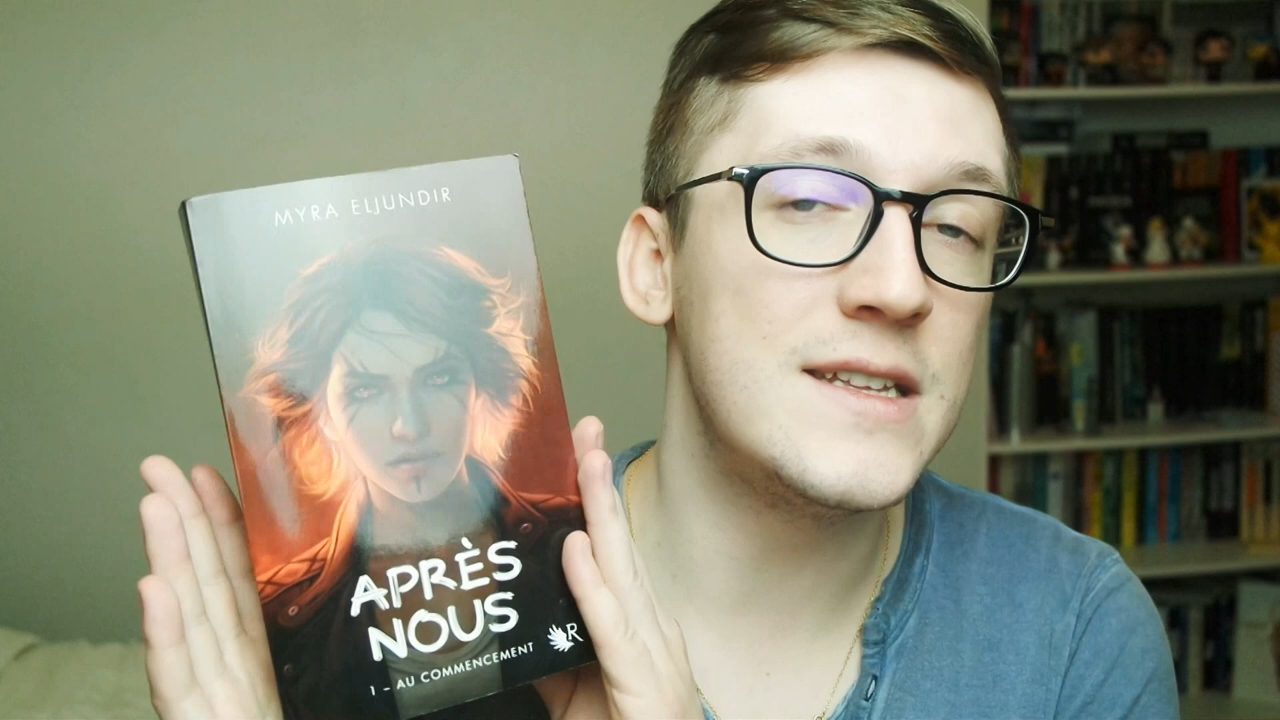 MYRA ELJUNDIR
APRÈS
NOUS
1 – AU COMMENCEMENT
R